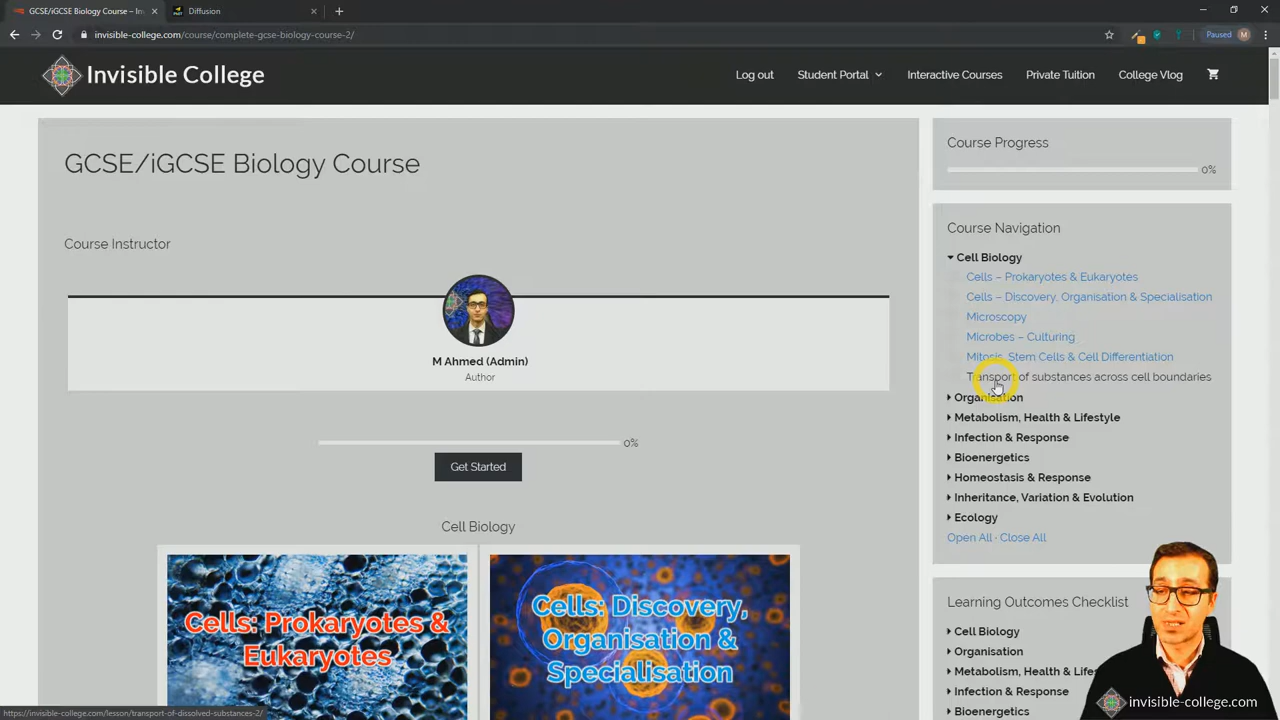 GCSE/iGCSE Biology Course – In
Diffusion
invisible-college.com/course/complete-gcse-biology-course-2/
Paused
M
Invisible College
Log out
Student Portal
Interactive Courses
Private Tuition
College Vlog
GCSE/iGCSE Biology Course
Course Instructor
M Ahmed (Admin)
Author
0%
Get Started
Cell Biology
Cells: Prokaryotes &
Eukaryotes
Cells: Discovery,
Organisation &
Specialisation
Course Progress
0%
Course Navigation
Cell Biology
Cells – Prokaryotes & Eukaryotes
Cells – Discovery, Organisation & Specialisation
Microscopy
Microbes – Culturing
Mitosis, Stem Cells & Cell Differentiation
Transport of substances across cell boundaries
Organisation
Metabolism, Health & Lifestyle
Infection & Response
Bioenergetics
Homeostasis & Response
Inheritance, Variation & Evolution
Ecology
Open All · Close All
Learning Outcomes Checklist
Cell Biology
Organisation
Metabolism, Health & Lifes
Infection & Response
Bioenergetics
invisible-college.com
https://invisible-college.com/lesson/transport-of-dissolved-substances-2/